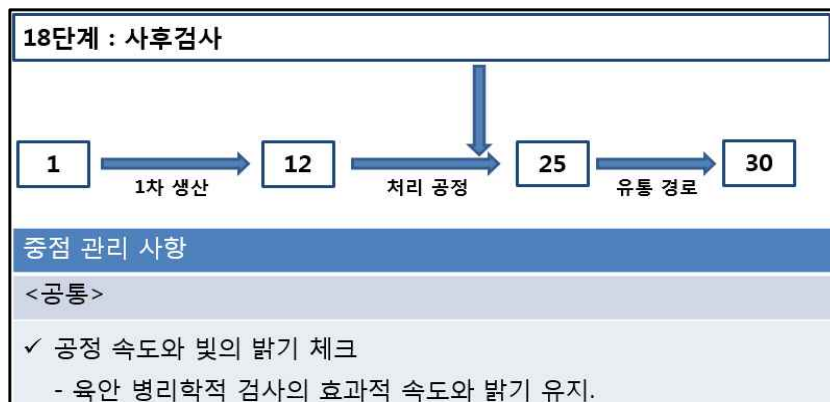 18단계 : 사후검사
1 12 25 30
1차 생산 처리 공정 유통 경로
중점 관리 사항
<공통>
✓ 공정 속도와 빛의 밝기 체크
- 육안 병리학적 검사의 효과적 속도와 밝기 유지.